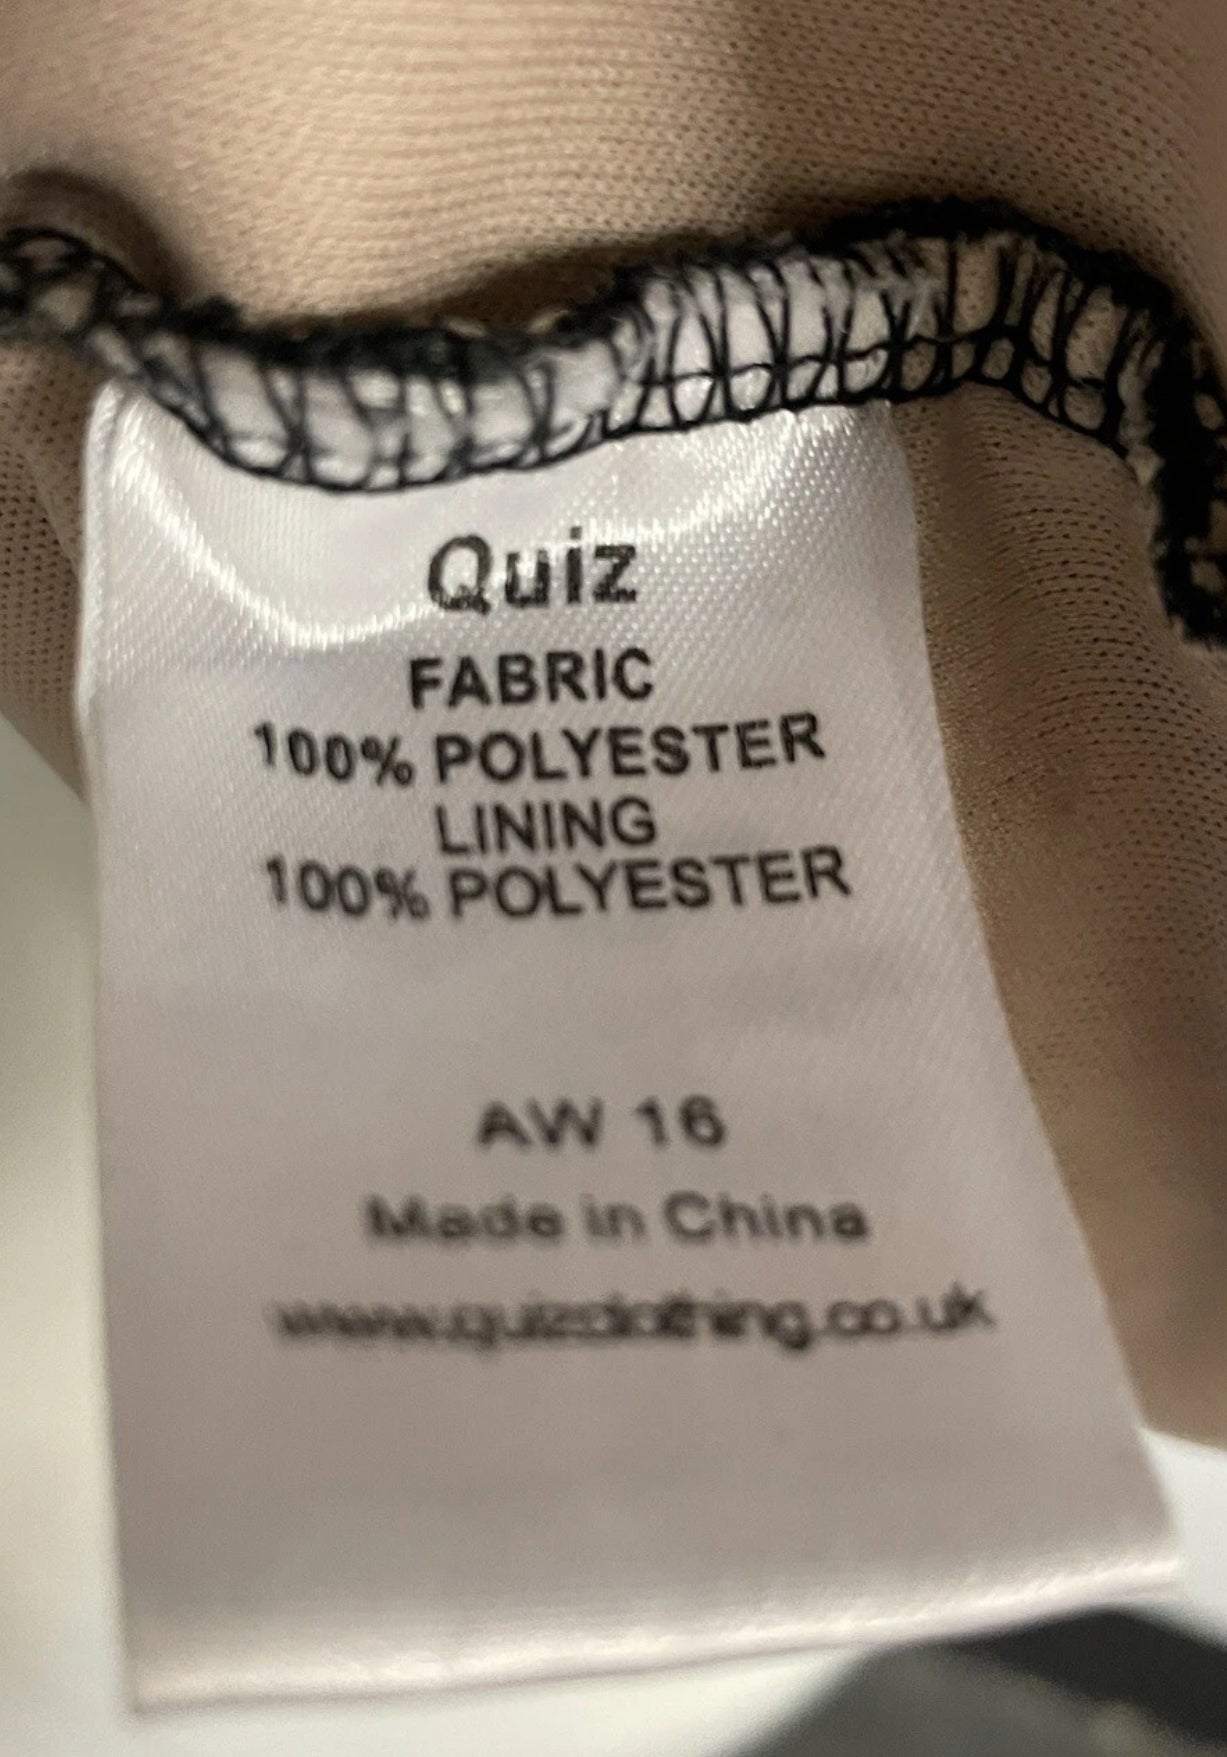 Quiz
FABRIC
100% POLYESTER
LINING
100% POLYESTER
AW 16
Made in China
www.quizclothing.co.uk